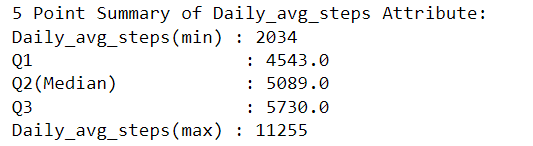 5 Point Summary of Daily_avg_steps Attribute:
Daily_avg_steps(min) : 2034
Q1                   : 4543.0
Q2(Median)           : 5089.0
Q3                   : 5730.0
Daily_avg_steps(max) : 11255